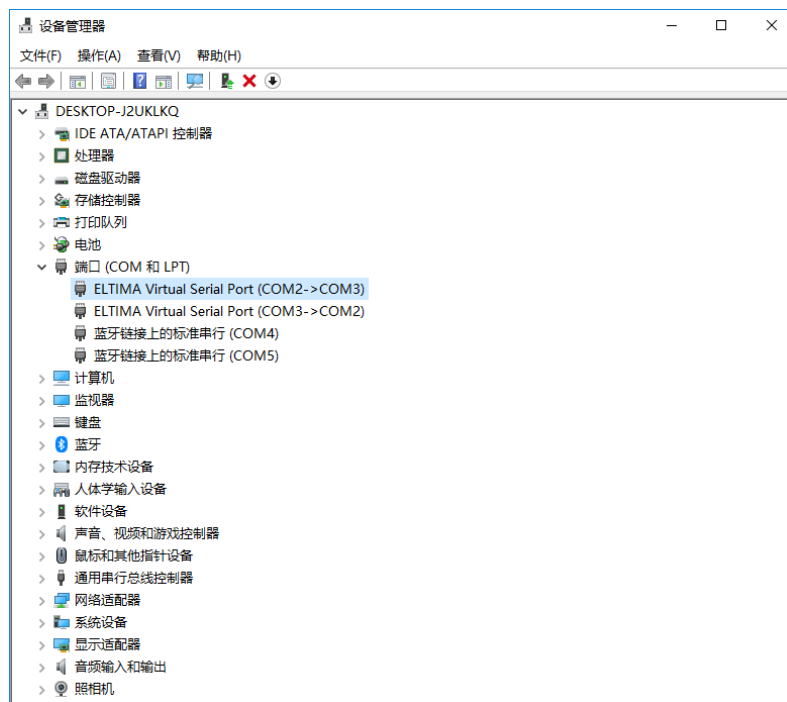 设备管理器
文件(F) 操作(A) 查看(V) 帮助(H)
DESKTOP-J2UKLKQ
IDE ATA/ATAPI 控制器
处理器
磁盘驱动器
存储控制器
打印队列
电池
端口 (COM 和 LPT)
ELTIMA Virtual Serial Port (COM2->COM3)
ELTIMA Virtual Serial Port (COM3->COM2)
蓝牙链接上的标准串行 (COM4)
蓝牙链接上的标准串行 (COM5)
计算机
监视器
键盘
蓝牙
内存技术设备
人体学输入设备
软件设备
声音、视频和游戏控制器
鼠标和其他指针设备
通用串行总线控制器
网络适配器
系统设备
显示适配器
音频输入和输出
照相机